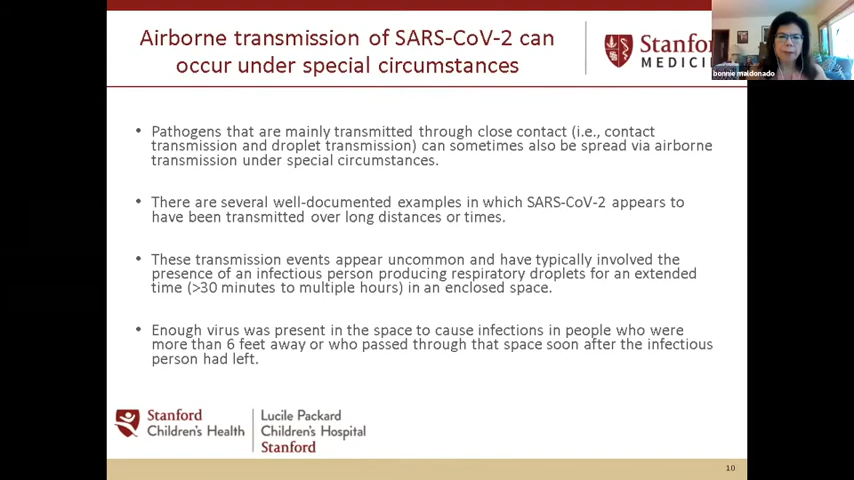 Airborne transmission of SARS-CoV-2 can
occur under special circumstances
Stanfor
MEDICIN
bonnie maldonado
• Pathogens that are mainly transmitted through close contact (i.e., contact
transmission and droplet transmission) can sometimes also be spread via airborne
transmission under special circumstances.
• There are several well-documented examples in which SARS-CoV-2 appears to
have been transmitted over long distances or times.
• These transmission events appear uncommon and have typically involved the
presence of an infectious person producing respiratory droplets for an extended
time (>30 minutes to multiple hours) in an enclosed space.
• Enough virus was present in the space to cause infections in people who were
more than 6 feet away or who passed through that space soon after the infectious
person had left.
Stanford
Children's Health
Lucile Packard
Children's Hospital
Stanford
10